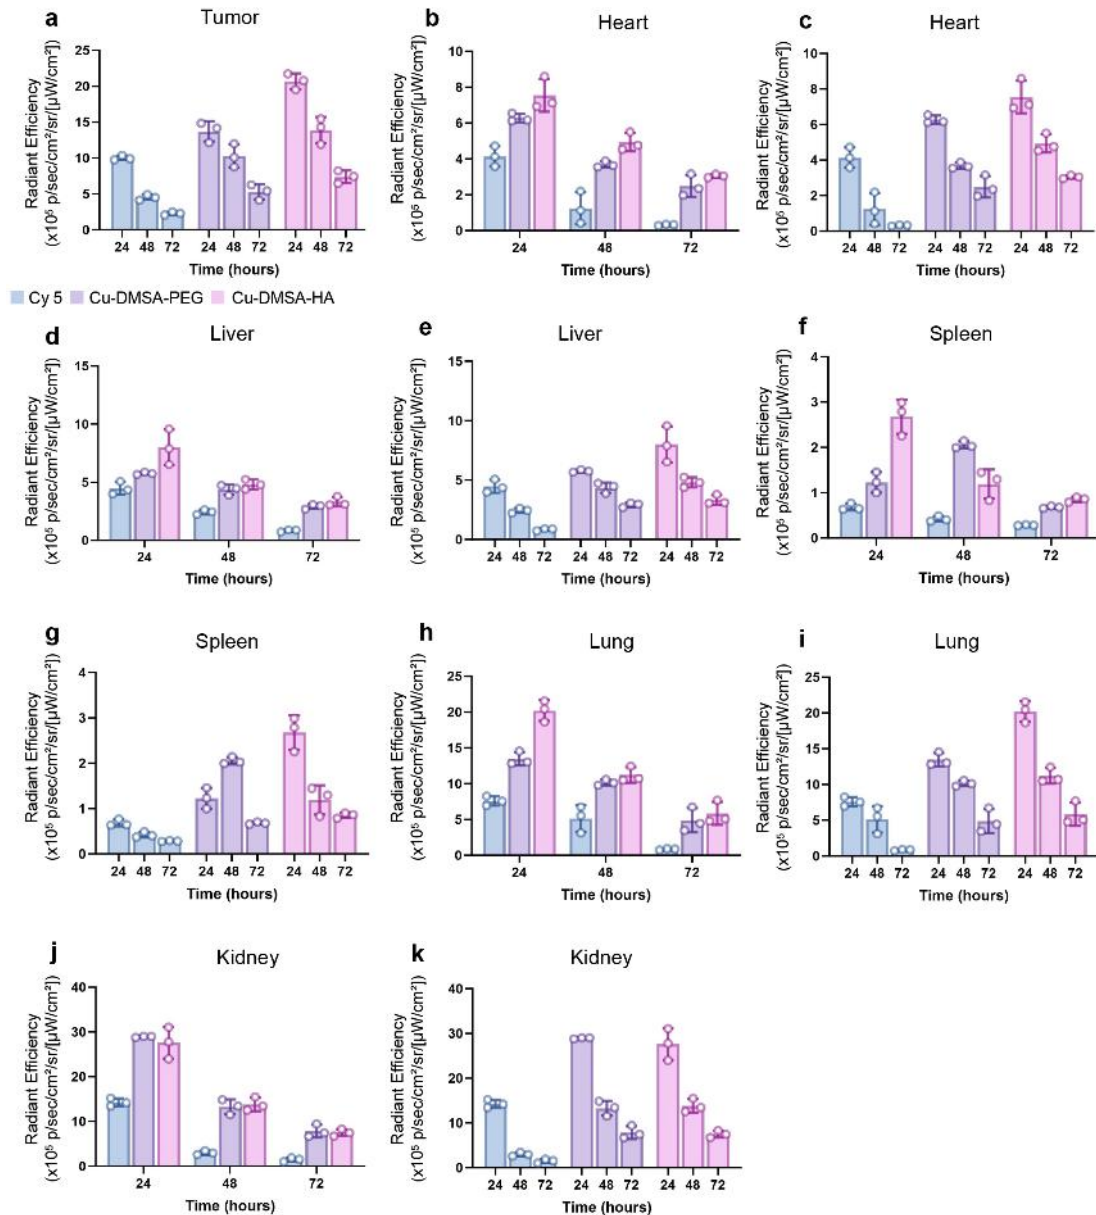 a
Tumor
Radiant Efficiency
(x10⁵ p/sec/cm²/sr/[µW/cm²])
25
20
15
10
5
0
24 48 72 24 48 72 24 48 72
Time (hours)
b
Heart
Radiant Efficiency
(x10⁵ p/sec/cm²/sr/[µW/cm²])
10
8
6
4
2
0
24 48 72
Time (hours)
c
Heart
Radiant Efficiency
(x10⁵ p/sec/cm²/sr/[µW/cm²])
10
8
6
4
2
0
24 48 72 24 48 72 24 48 72
Time (hours)
Cy 5 Cu-DMSA-PEG Cu-DMSA-HA
d
Liver
Radiant Efficiency
(x10⁵ p/sec/cm²/sr/[µW/cm²])
15
10
5
0
24 48 72
Time (hours)
e
Liver
Radiant Efficiency
(x10⁵ p/sec/cm²/sr/[µW/cm²])
15
10
5
0
24 48 72 24 48 72 24 48 72
Time (hours)
f
Spleen
Radiant Efficiency
(x10⁵ p/sec/cm²/sr/[µW/cm²])
4
3
2
1
0
24 48 72
Time (hours)
g
Spleen
Radiant Efficiency
(x10⁵ p/sec/cm²/sr/[µW/cm²])
4
3
2
1
0
24 48 72 24 48 72 24 48 72
Time (hours)
h
Lung
Radiant Efficiency
(x10⁵ p/sec/cm²/sr/[µW/cm²])
25
20
15
10
5
0
24 48 72
Time (hours)
i
Lung
Radiant Efficiency
(x10⁵ p/sec/cm²/sr/[µW/cm²])
25
20
15
10
5
0
24 48 72 24 48 72 24 48 72
Time (hours)
j
Kidney
Radiant Efficiency
(x10⁵ p/sec/cm²/sr/[µW/cm²])
40
30
20
10
0
24 48 72
Time (hours)
k
Kidney
Radiant Efficiency
(x10⁵ p/sec/cm²/sr/[µW/cm²])
40
30
20
10
0
24 48 72 24 48 72 24 48 72
Time (hours)